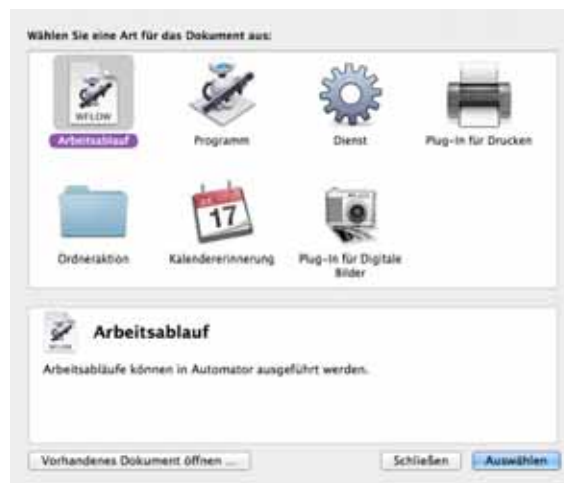 Wählen Sie eine Art für das Dokument aus:
WFLOW
Arbeitsablauf
Programm
Dienst
Plug-In für Drucken
17
Ordneraktion
Kalendererinnerung
Plug-In für Digitale
Bilder
Arbeitsablauf
Arbeitsabläufe können in Automator ausgeführt werden.
Vorhandenes Dokument öffnen ...
Schließen
Auswählen